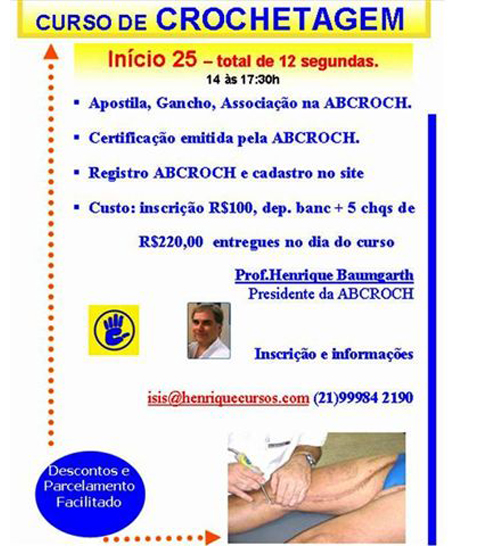 CURSO DE CROCHETAGEM
Início 25 – total de 12 segundas.
14 às 17:30h
▪ Apostila, Gancho, Associação na ABCROCH.
▪ Certificação emitida pela ABCROCH.
▪ Registro ABCROCH e cadastro no site
▪ Custo: inscrição R$100, dep. banc + 5 chqs de
R$220,00 entregues no dia do curso
Prof.Henrique Baumgarth
Presidente da ABCROCH
Inscrição e informações
isis@henriquecursos.com (21)99984 2190
Descontos e
Parcelamento
Facilitado